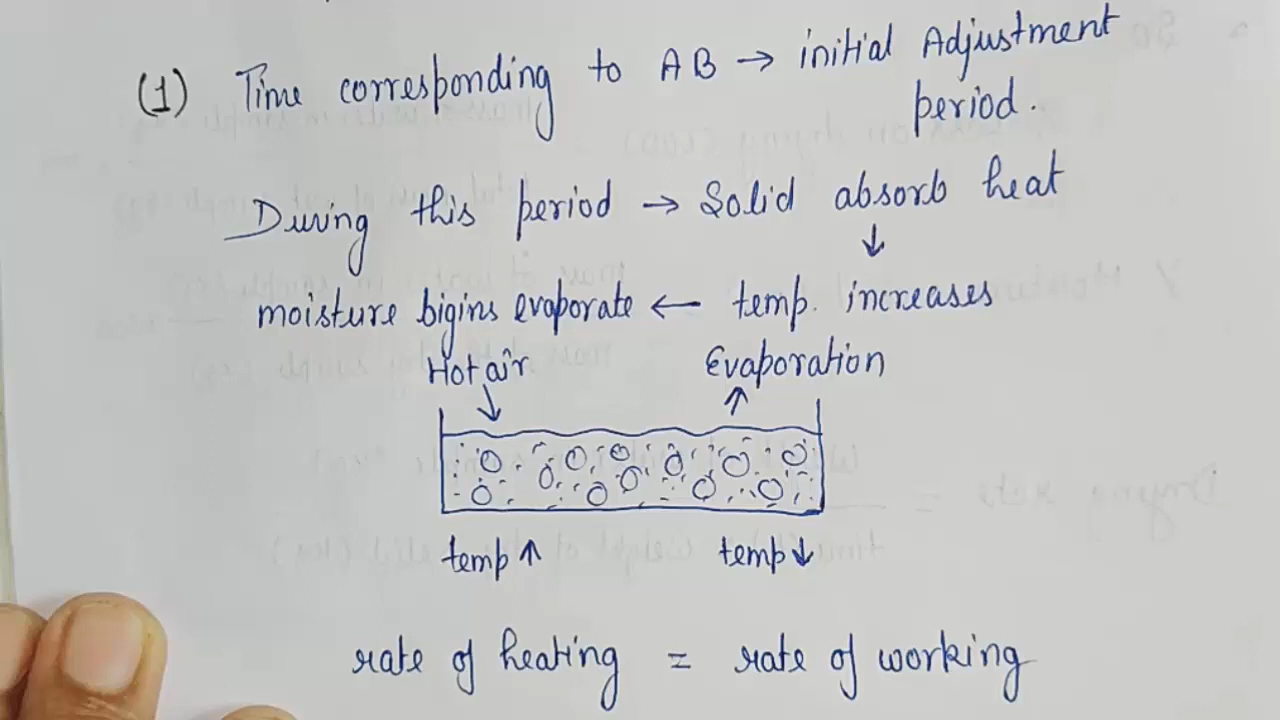 (1) Time corresponding to AB → initial Adjustment
period.
During this period → Solid absorb heat
↓
moisture bigins evaporate ← temp. increases
Hot air Evaporation
↓ ↑
temp ↑ temp ↓
rate of heating = rate of working